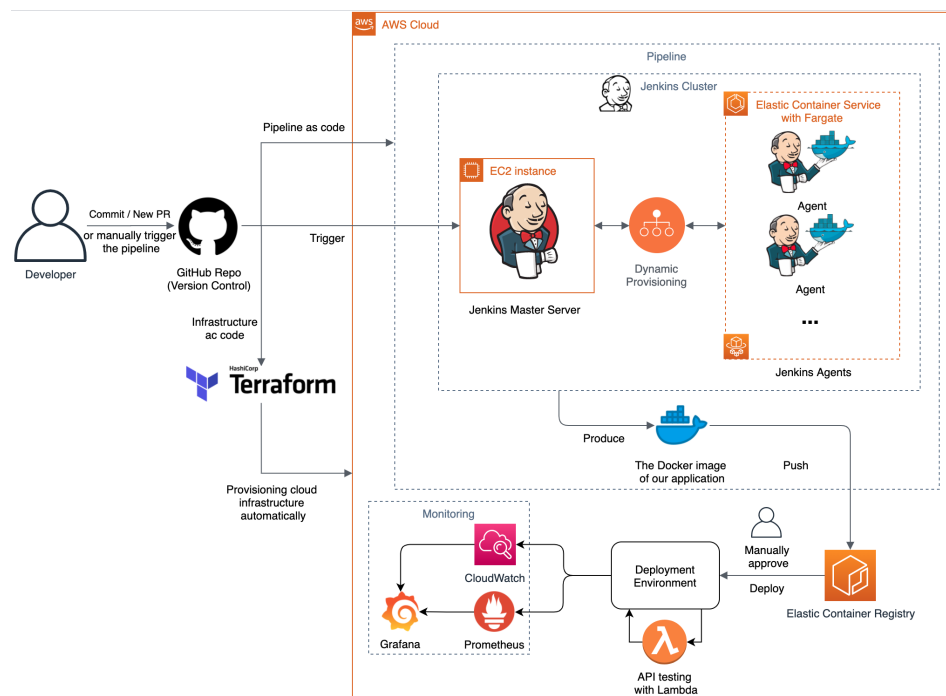 aws
AWS Cloud
Pipeline
Jenkins Cluster
Elastic Container Service
with Fargate
Pipeline as code
EC2 instance
Agent
Commit / New PR
or manually trigger
the pipeline
Trigger
Developer
GitHub Repo
(Version Control)
Dynamic
Provisioning
Agent
Jenkins Master Server
...
Infrastructure
ac code
HashiCorp
Terraform
Jenkins Agents
Produce
The Docker image
of our application
Push
Provisioning cloud
infrastructure
automatically
Monitoring
CloudWatch
Grafana
Prometheus
Deployment
Environment
Manually
approve
Deploy
Elastic Container Registry
API testing
with Lambda